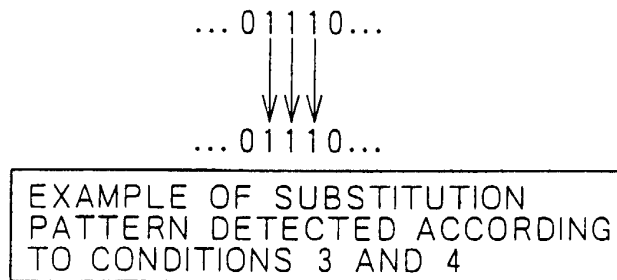 ...01110...
...01110...
EXAMPLE OF SUBSTITUTION
PATTERN DETECTED ACCORDING
TO CONDITIONS 3 AND 4